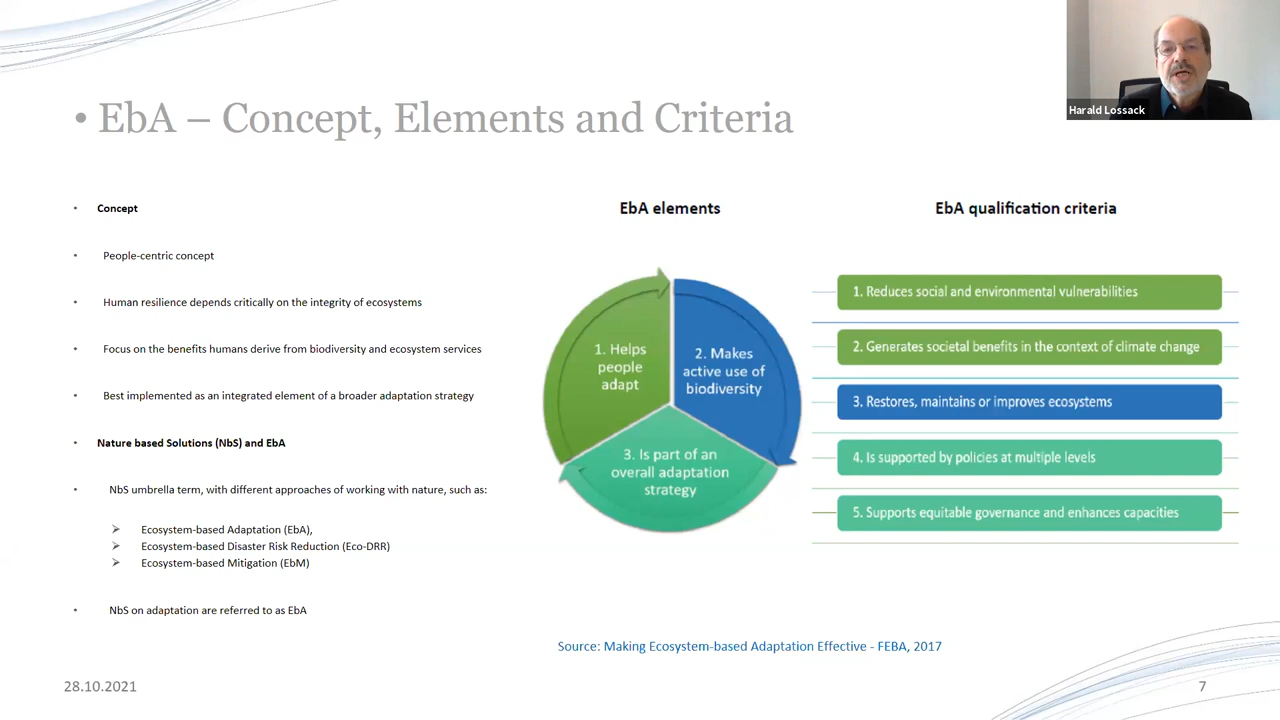 Harald Lossack
• EbA – Concept, Elements and Criteria
• Concept
• People-centric concept
• Human resilience depends critically on the integrity of ecosystems
• Focus on the benefits humans derive from biodiversity and ecosystem services
• Best implemented as an integrated element of a broader adaptation strategy
• Nature based Solutions (NbS) and EbA
• NbS umbrella term, with different approaches of working with nature, such as:
➢ Ecosystem-based Adaptation (EbA),
➢ Ecosystem-based Disaster Risk Reduction (Eco-DRR)
➢ Ecosystem-based Mitigation (EbM)
• NbS on adaptation are referred to as EbA
EbA elements
1. Helps
people
adapt
2. Makes
active use of
biodiversity
3. Is part of an
overall adaptation
strategy
EbA qualification criteria
1. Reduces social and environmental vulnerabilities
2. Generates societal benefits in the context of climate change
3. Restores, maintains or improves ecosystems
4. Is supported by policies at multiple levels
5. Supports equitable governance and enhances capacities
Source: Making Ecosystem-based Adaptation Effective - FEBA, 2017
28.10.2021
7